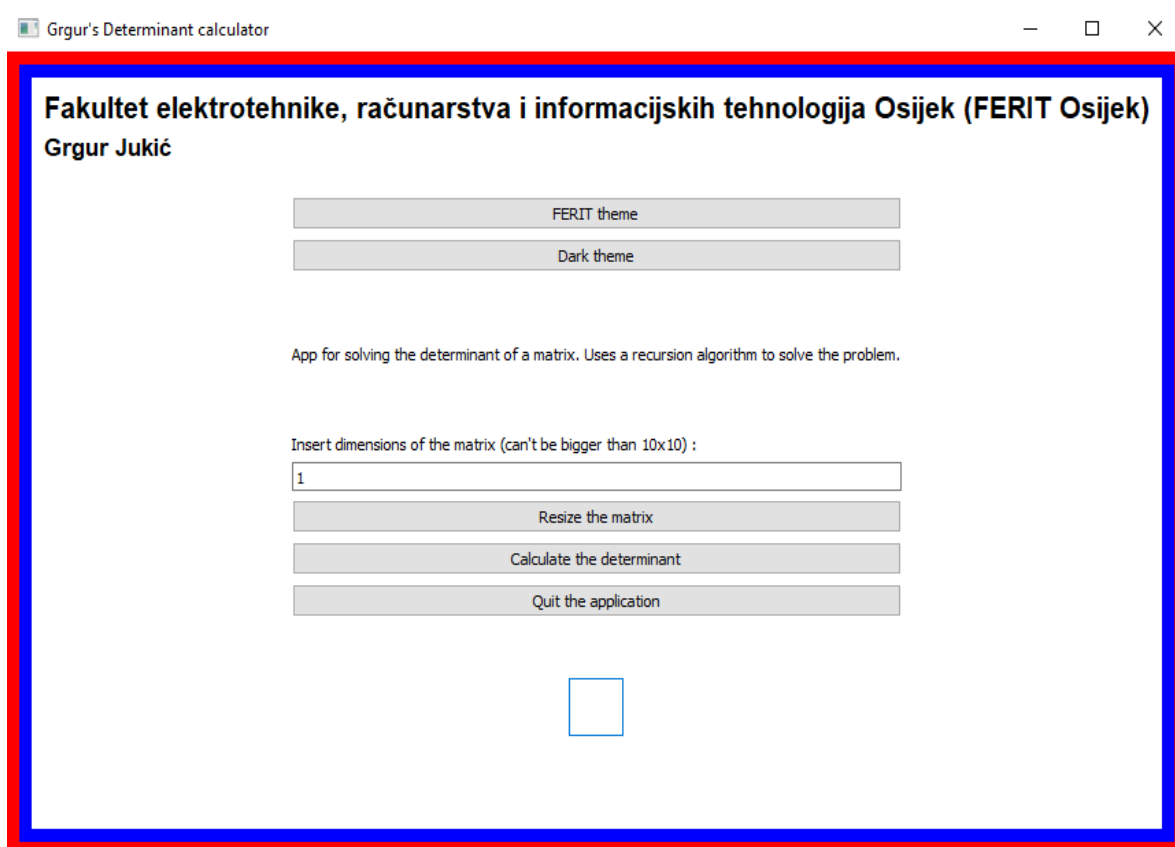 Grgur's Determinant calculator
Fakultet elektrotehnike, računarstva i informacijskih tehnologija Osijek (FERIT Osijek)
Grgur Jukić
FERIT theme
Dark theme
App for solving the determinant of a matrix. Uses a recursion algorithm to solve the problem.
Insert dimensions of the matrix (can't be bigger than 10x10) :
1
Resize the matrix
Calculate the determinant
Quit the application